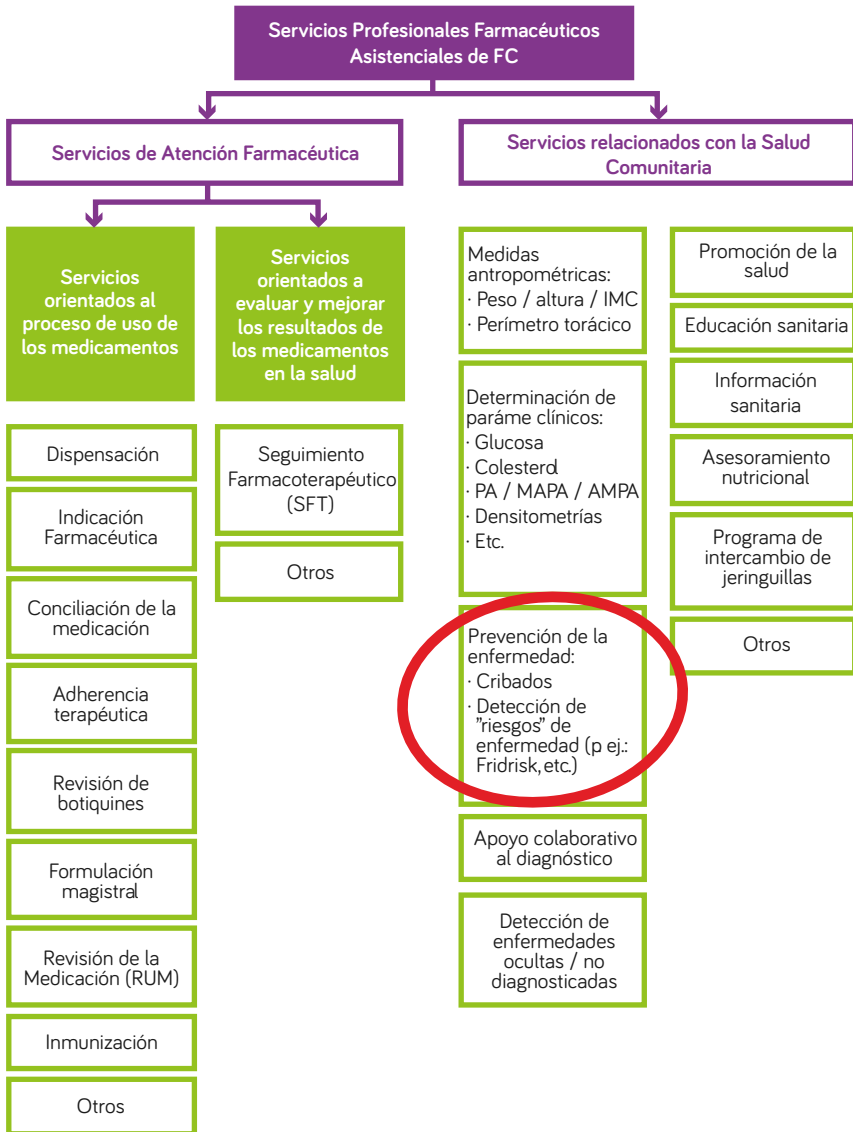 Servicios Profesionales Farmacéuticos
Asistenciales de FC
Servicios de Atención Farmacéutica
Servicios relacionados con la Salud
Comunitaria
Servicios
orientados al
proceso de uso de
los medicamentos
Servicios
orientados a
evaluar y mejorar
los resultados de
los medicamentos
en la salud
Dispensación
Indicación
Farmacéutica
Conciliación de la
medicación
Adherencia
terapéutica
Revisión de
botiquines
Formulación
magistral
Revisión de la
Medicación (RUM)
Inmunización
Otros
Seguimiento
Farmacoterapéutico
(SFT)
Otros
Medidas
antropométricas:
· Peso / altura / IMC
· Perímetro torácico
Determinación de
paráme clínicos:
· Glucosa
· Colesterol
· PA / MAPA / AMPA
· Densitometrías
· Etc.
Prevención de la
enfermedad:
· Cribados
· Detección de
"riesgos" de
enfermedad (p ej.:
Fridrisk, etc.)
Apoyo colaborativo
al diagnóstico
Detección de
enfermedades
ocultas / no
diagnosticadas
Promoción de la
salud
Educación sanitaria
Información
sanitaria
Asesoramiento
nutricional
Programa de
intercambio de
jeringuillas
Otros